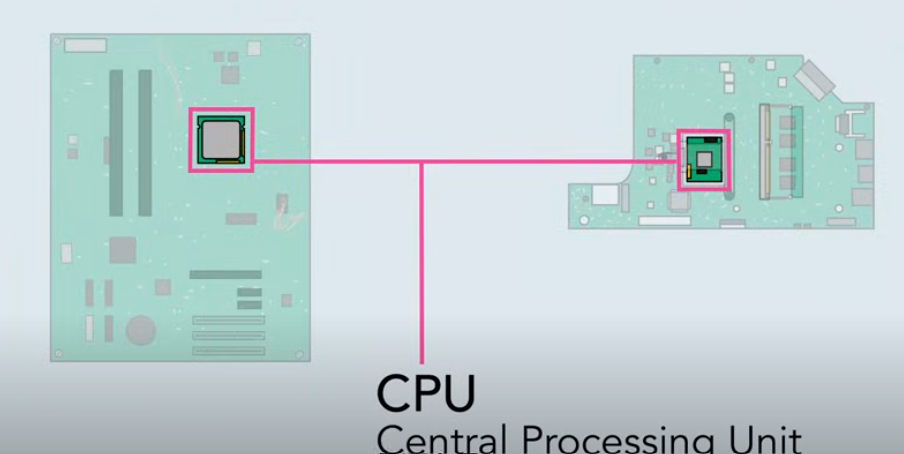 CPU
Central Processing Unit